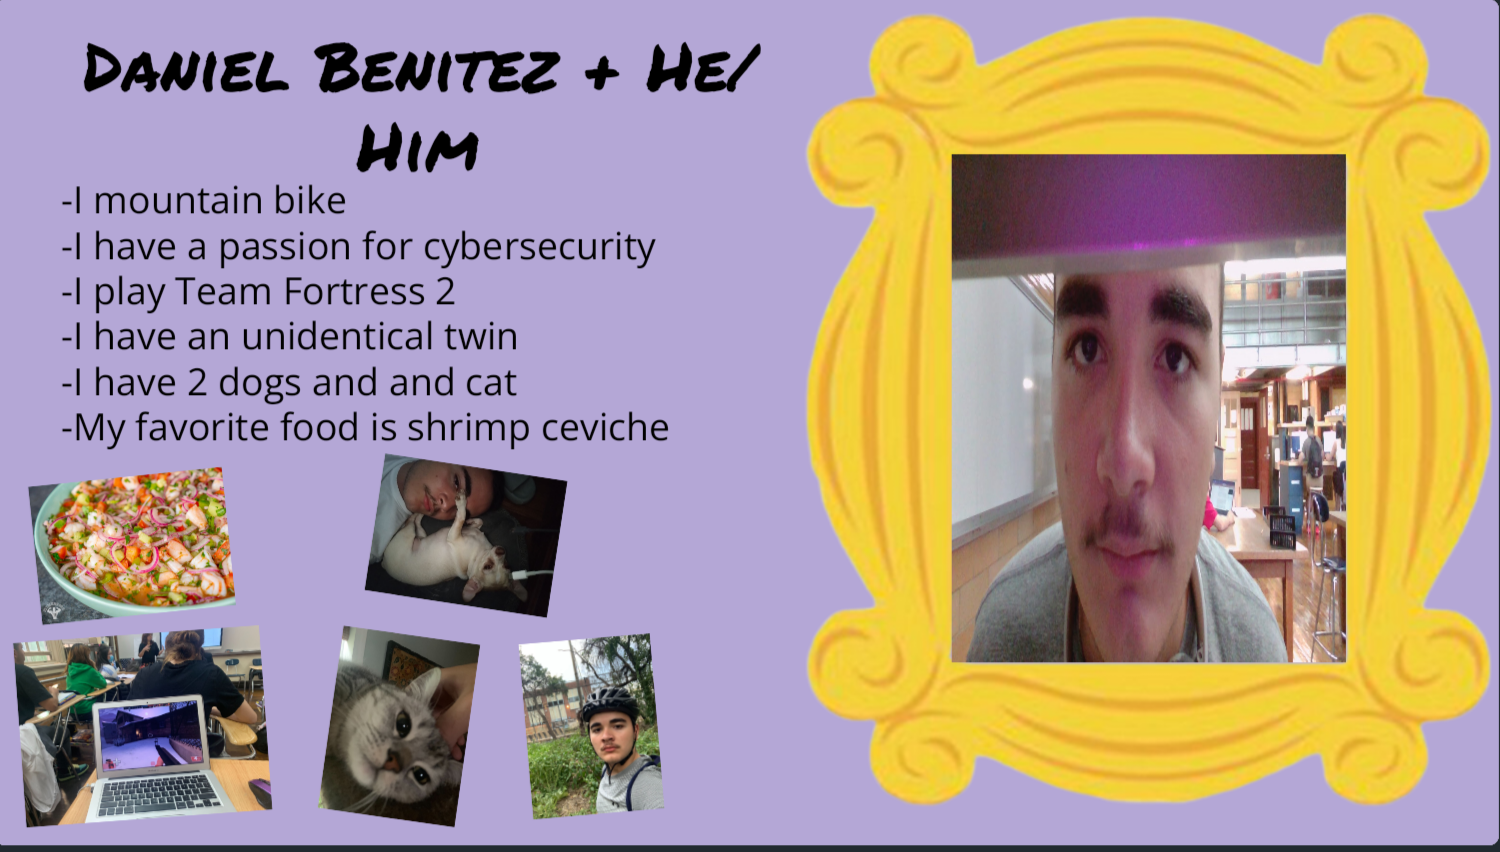 Daniel Benitez + He/
Him
-I mountain bike
-I have a passion for cybersecurity
-I play Team Fortress 2
-I have an unidentical twin
-I have 2 dogs and and cat
-My favorite food is shrimp ceviche